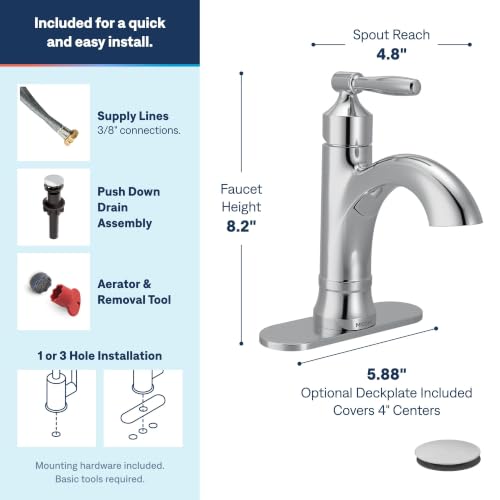 Included for a quick
and easy install.
Supply Lines
3/8" connections.
Push Down
Drain
Assembly
Aerator &
Removal Tool
1 or 3 Hole Installation
Mounting hardware included.
Basic tools required.
Spout Reach
4.8"
Faucet
Height
8.2"
5.88"
Optional Deckplate Included
Covers 4" Centers